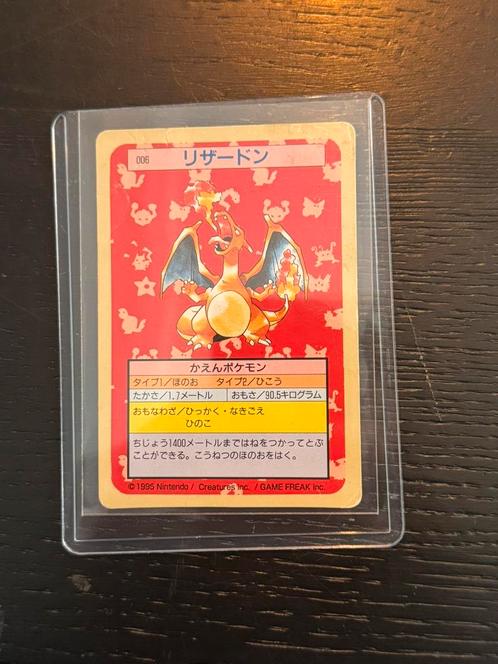 006 リザードン
かえんポケモン
タイプ1/ほのお タイプ2/ひこう
たかさ/1.7メートル おもさ/90.5キログラム
おもなわざ/ひっかく・なきごえ
ひのこ
ちじょう1400メートルまではねをつかってとぶ
ことができる。こうねつのほのおをはく。
©1995 Nintendo / Creatures inc. / GAME FREAK inc.